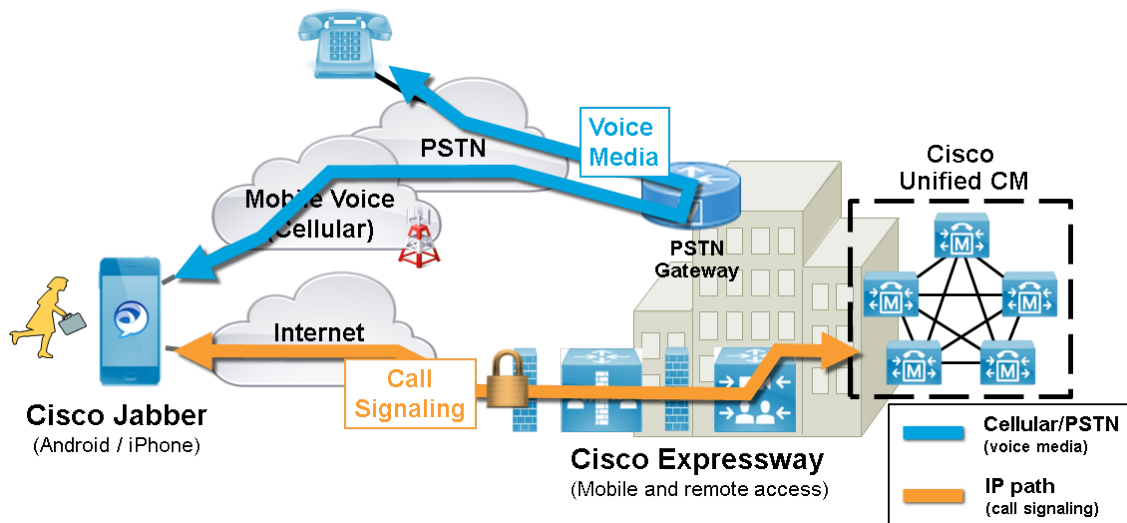 PSTN
Voice
Media
Cisco
Unified CM
Mobile Voice
(Cellular)
PSTN
Gateway
M
M
M
M
M
Internet
Call
Signaling
Cisco Jabber
(Android / iPhone)
Cisco Expressway
(Mobile and remote access)
Cellular/PSTN
(voice media)
IP path
(call signaling)